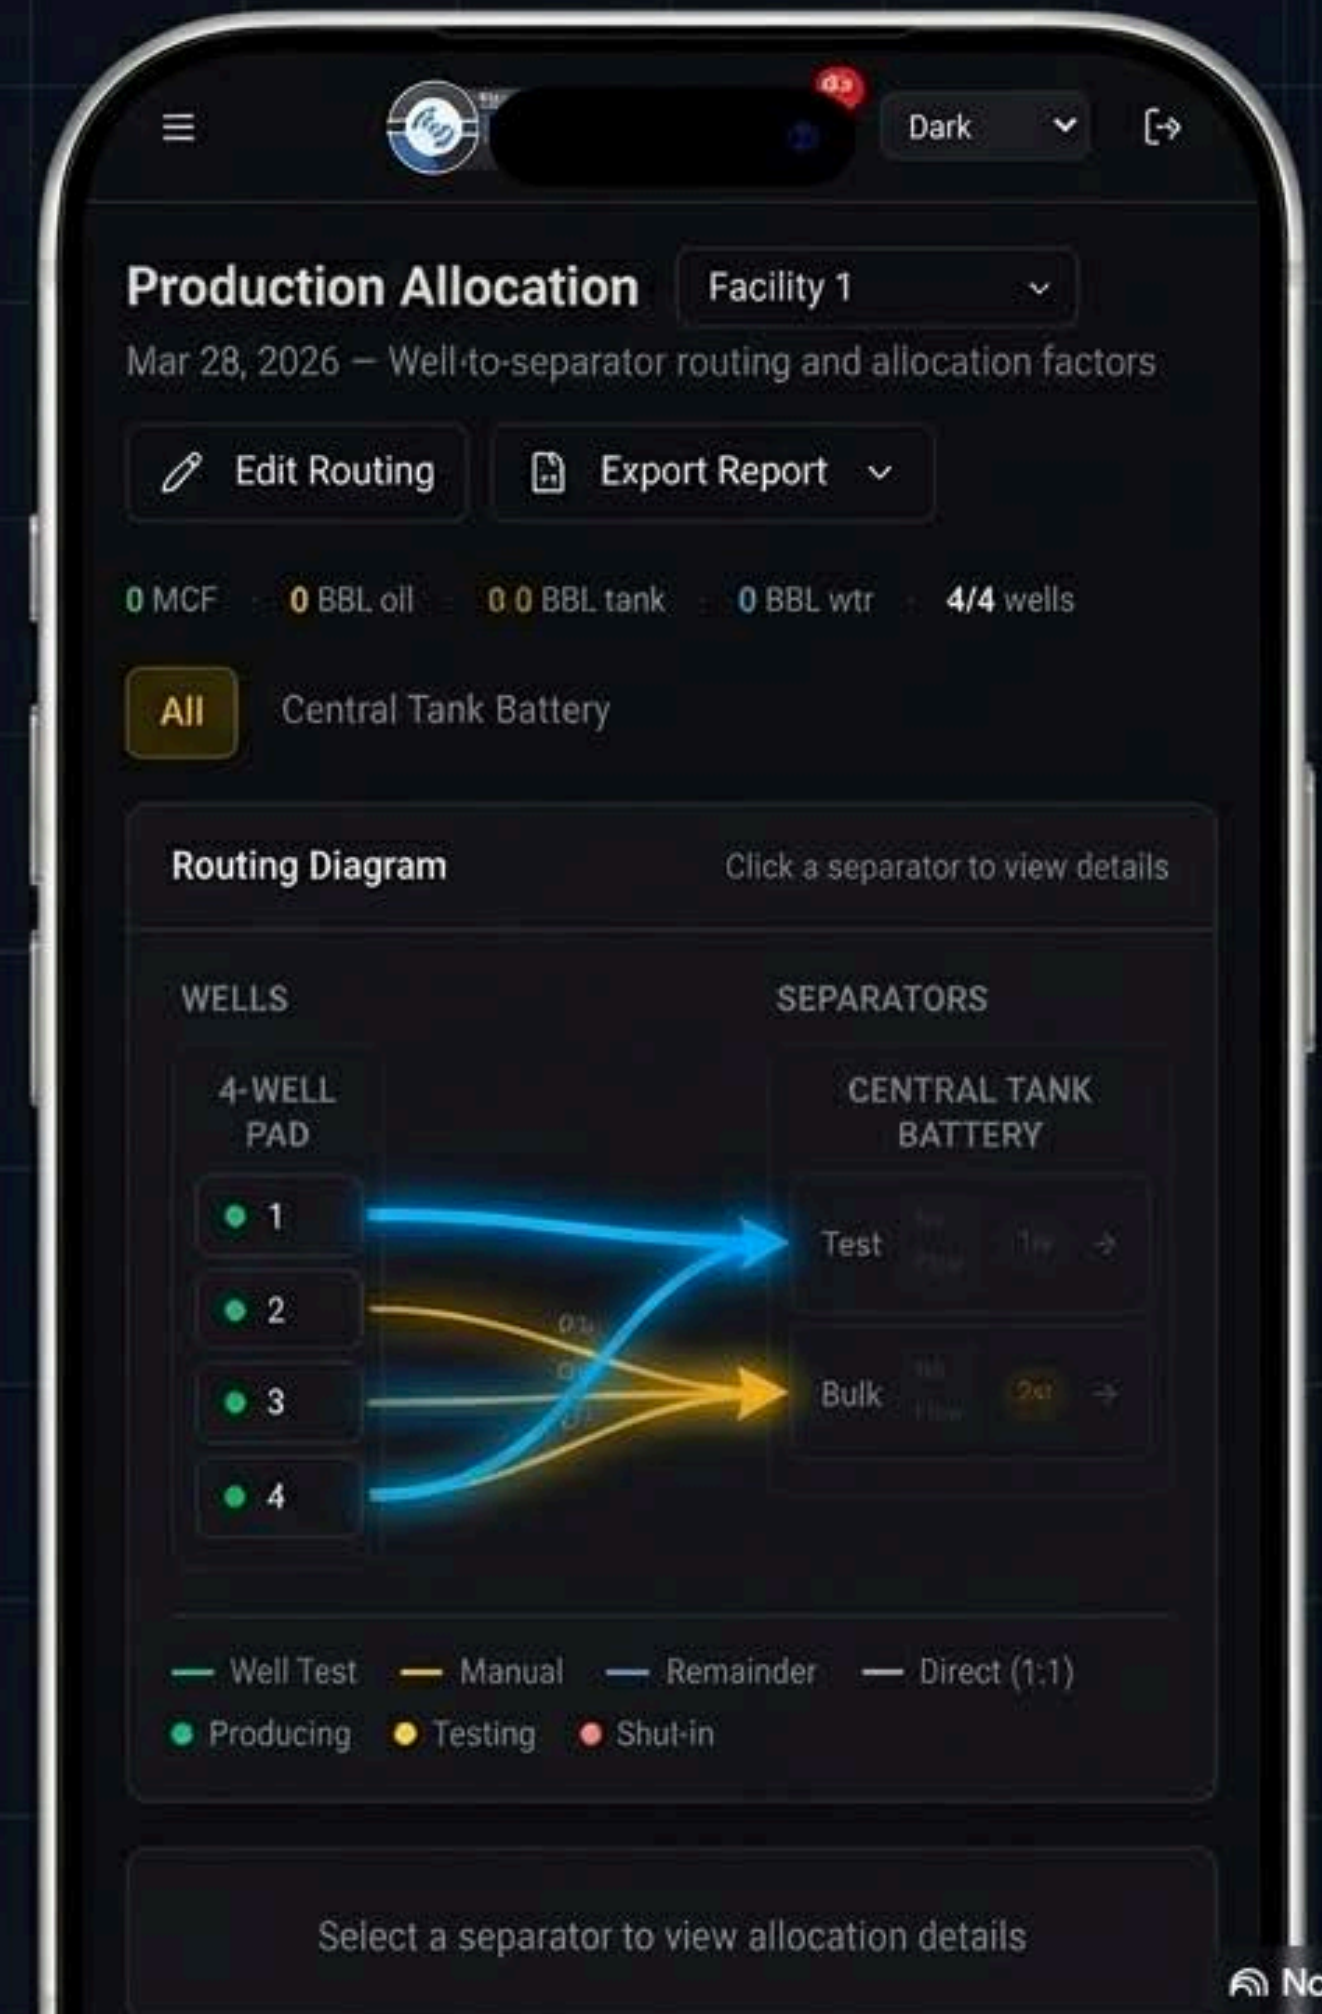 Dark
Production Allocation
Facility 1
Mar 28, 2026 — Well-to-separator routing and allocation factors
Edit Routing
Export Report
0 MCF · 0 BBL oil · 0 0 BBL tank · 0 BBL wtr · 4/4 wells
All
Central Tank Battery
Routing Diagram
Click a separator to view details
WELLS
SEPARATORS
4-WELL
PAD
CENTRAL TANK
BATTERY
1
2
3
4
Test
Bulk
Well Test
Manual
Remainder
Direct (1:1)
Producing
Testing
Shut-in
Select a separator to view allocation details